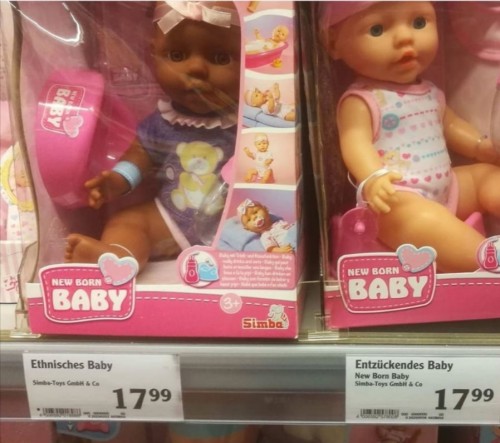 BABY
NEW BORN
BABY
3+
Simba
NEW BORN
BABY
Ethnisches Baby
Simba-Toys GmbH & Co
17 99
Entzückendes Baby
New Born Baby
Simba-Toys GmbH & Co
17 99